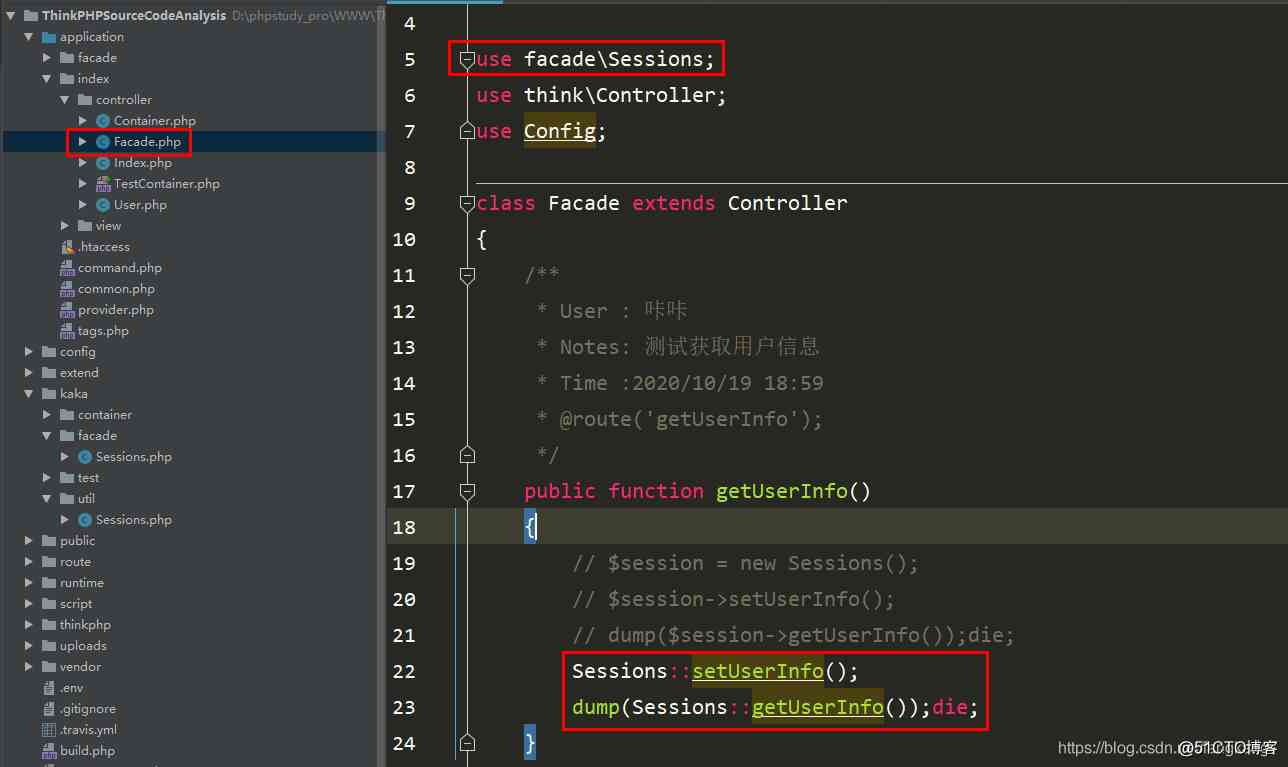 ThinkPHPSourceCodeAnalysis D:\phpstudy_pro\WWW\T
application
facade
index
controller
Container.php
Facade.php
Index.php
TestContainer.php
User.php
view
.htaccess
command.php
common.php
provider.php
tags.php
config
extend
kaka
container
facade
Sessions.php
test
util
Sessions.php
public
route
runtime
script
thinkphp
uploads
vendor
.env
.gitignore
.travis.yml
build.php
4
5 use facade\Sessions;
6 use think\Controller;
7 use Config;
8
9 class Facade extends Controller
10 {
11 /**
12 * User : 咔咔
13 * Notes: 测试获取用户信息
14 * Time :2020/10/19 18:59
15 * @route('getUserInfo');
16 */
17 public function getUserInfo()
18 {
19 // $session = new Sessions();
20 // $session->setUserInfo();
21 // dump($session->getUserInfo());die;
22 Sessions::setUserInfo();
23 dump(Sessions::getUserInfo());die;
24 }
https://blog.csdn.
@51CTO博客